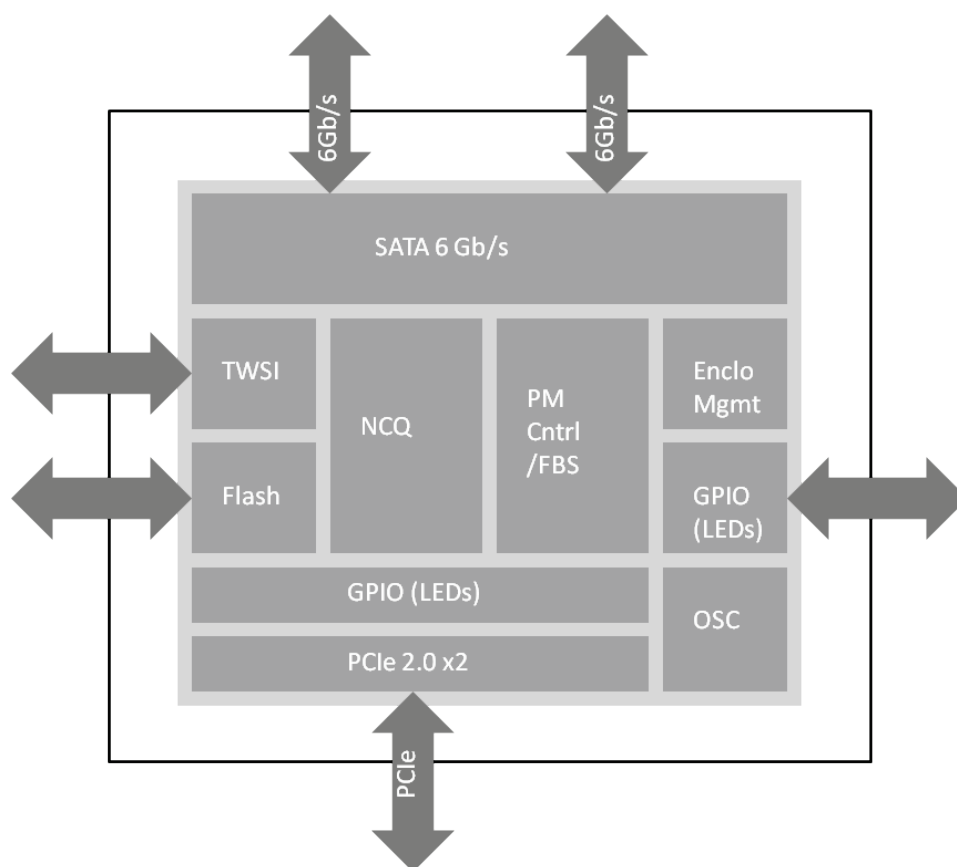 6Gb/s
6Gb/s
SATA 6 Gb/s
TWSI
NCQ
PM
Cntrl
/FBS
Enclo
Mgmt
Flash
GPIO
(LEDs)
GPIO (LEDs)
OSC
PCIe 2.0 x2
PCIe